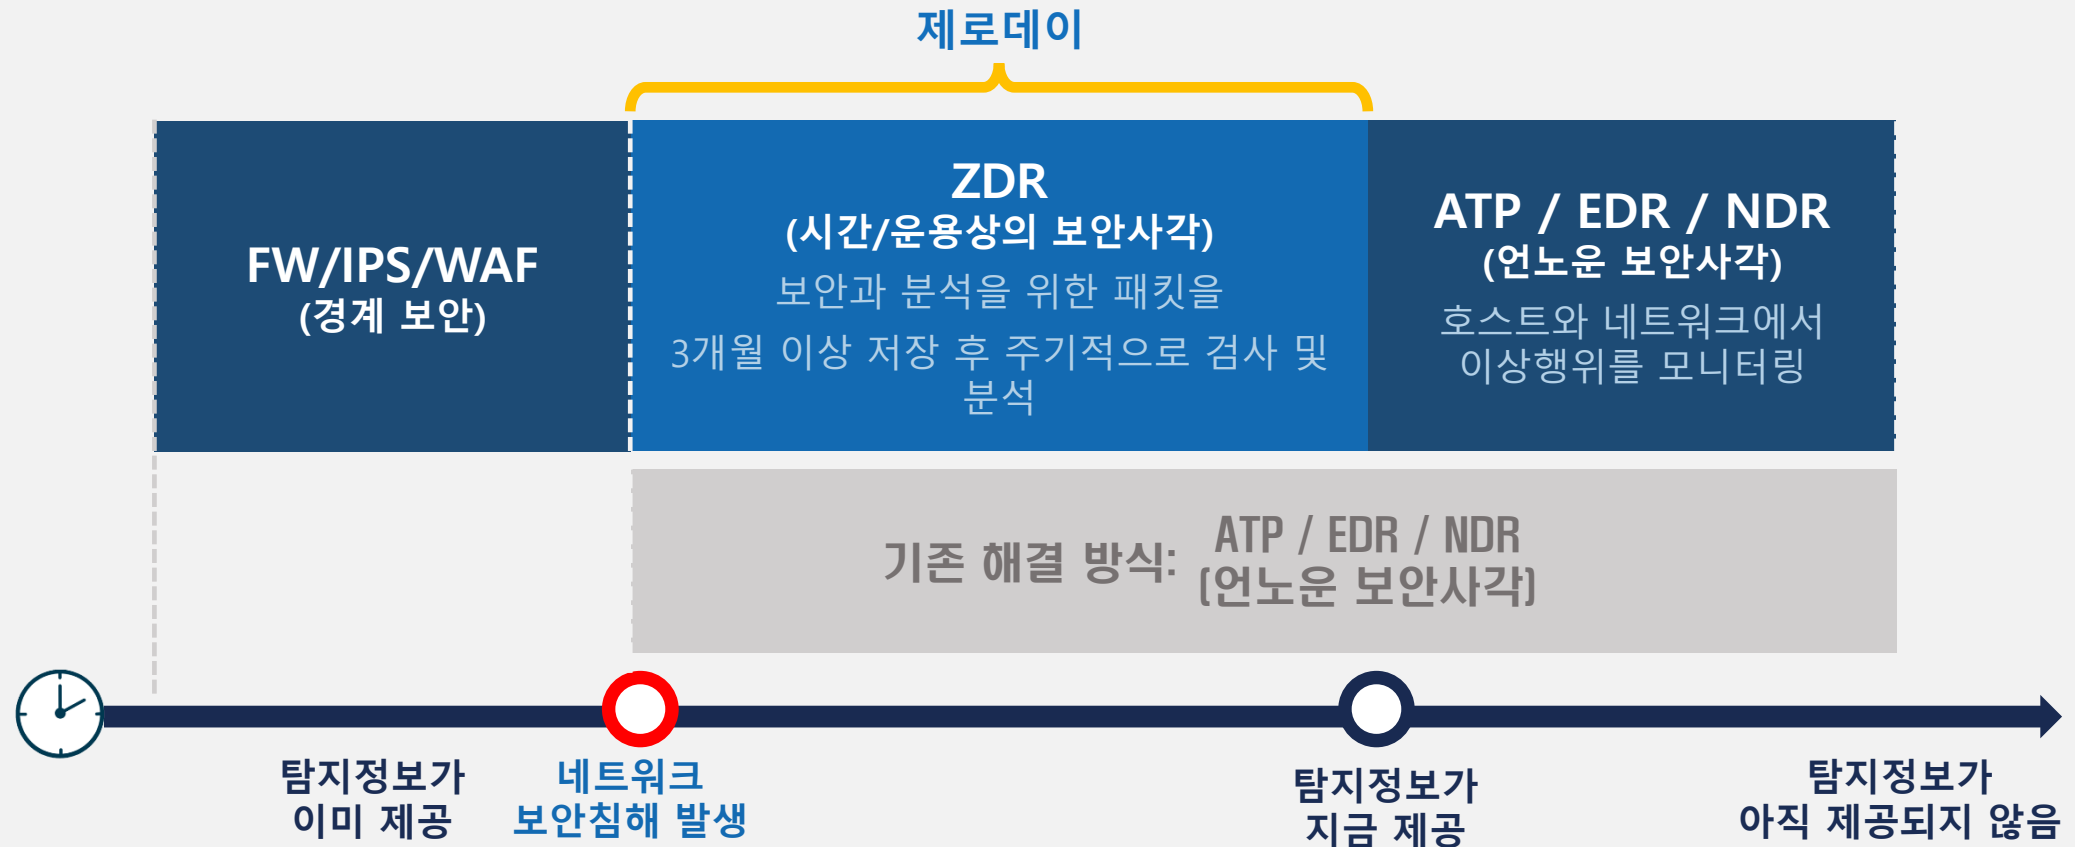 제로데이
FW/IPS/WAF
(경계 보안)
ZDR
(시간/운용상의 보안사각)
보안과 분석을 위한 패킷을
3개월 이상 저장 후 주기적으로 검사 및
분석
ATP / EDR / NDR
(언노운 보안사각)
호스트와 네트워크에서
이상행위를 모니터링
기존 해결 방식:
ATP / EDR / NDR
(언노운 보안사각)
탐지정보가
이미 제공
네트워크
보안침해 발생
탐지정보가
지금 제공
탐지정보가
아직 제공되지 않음